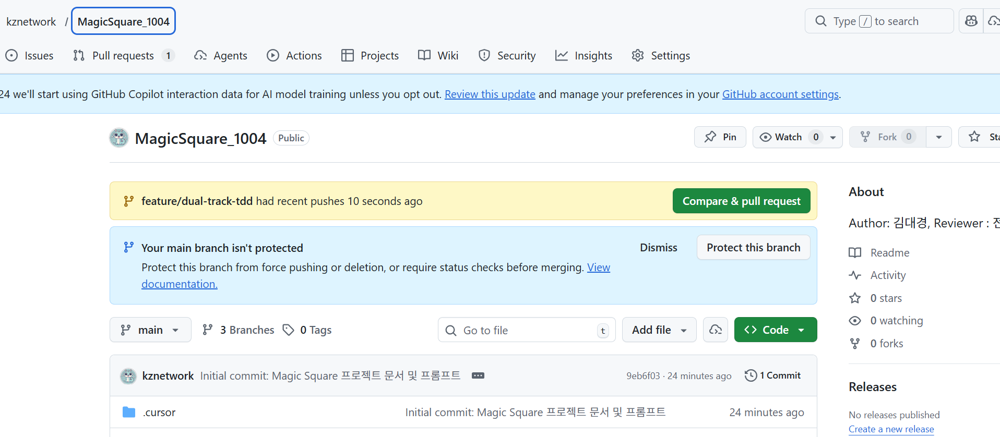 kznetwork / MagicSquare_1004
Type / to search
Issues Pull requests 1 Agents Actions Projects Wiki Security Insights Settings
24 we'll start using GitHub Copilot interaction data for AI model training unless you opt out. Review this update and manage your preferences in your GitHub account settings.
MagicSquare_1004 Public
Pin Watch 0 Fork 0
feature/dual-track-tdd had recent pushes 10 seconds ago
Compare & pull request
Your main branch isn't protected
Dismiss Protect this branch
Protect this branch from force pushing or deletion, or require status checks before merging. View
documentation.
main 3 Branches 0 Tags
Go to file t
Add file
Code
kznetwork Initial commit: Magic Square 프로젝트 문서 및 프롬프트
9eb6f03 · 24 minutes ago 1 Commit
.cursor Initial commit: Magic Square 프로젝트 문서 및 프롬프트 24 minutes ago
About
Author: 김대경, Reviewer :
Readme
Activity
0 stars
0 watching
0 forks
Releases
No releases published
Create a new release